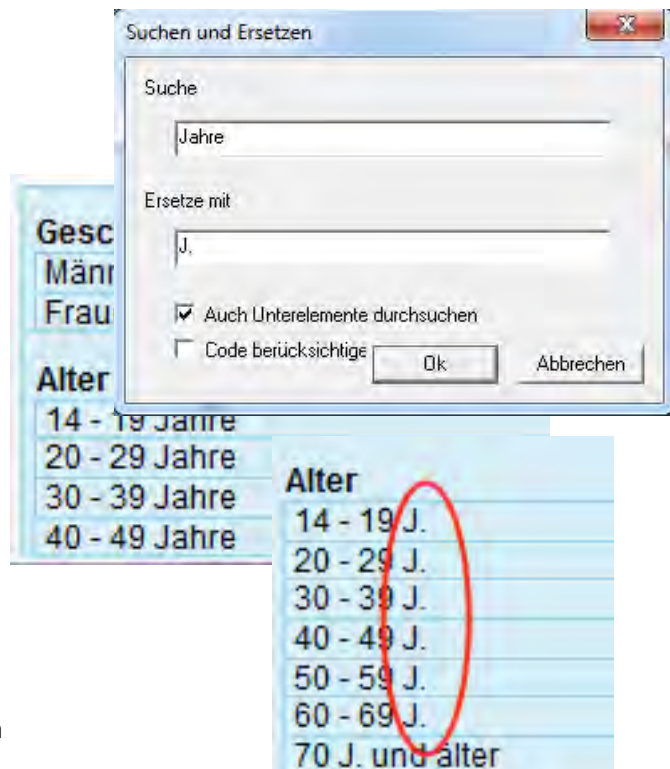 Suchen und Ersetzen
Suche
Jahre
Ersetze mit
J.
Auch Unterelemente durchsuchen
Code berücksichtige
Ok
Abbrechen
Gesc
Männ
Frau
Alter
14 - 19 Jahre
20 - 29 Jahre
30 - 39 Jahre
40 - 49 Jahre
Alter
14 - 19 J.
20 - 29 J.
30 - 39 J.
40 - 49 J.
50 - 59 J.
60 - 69 J.
70 J. und älter